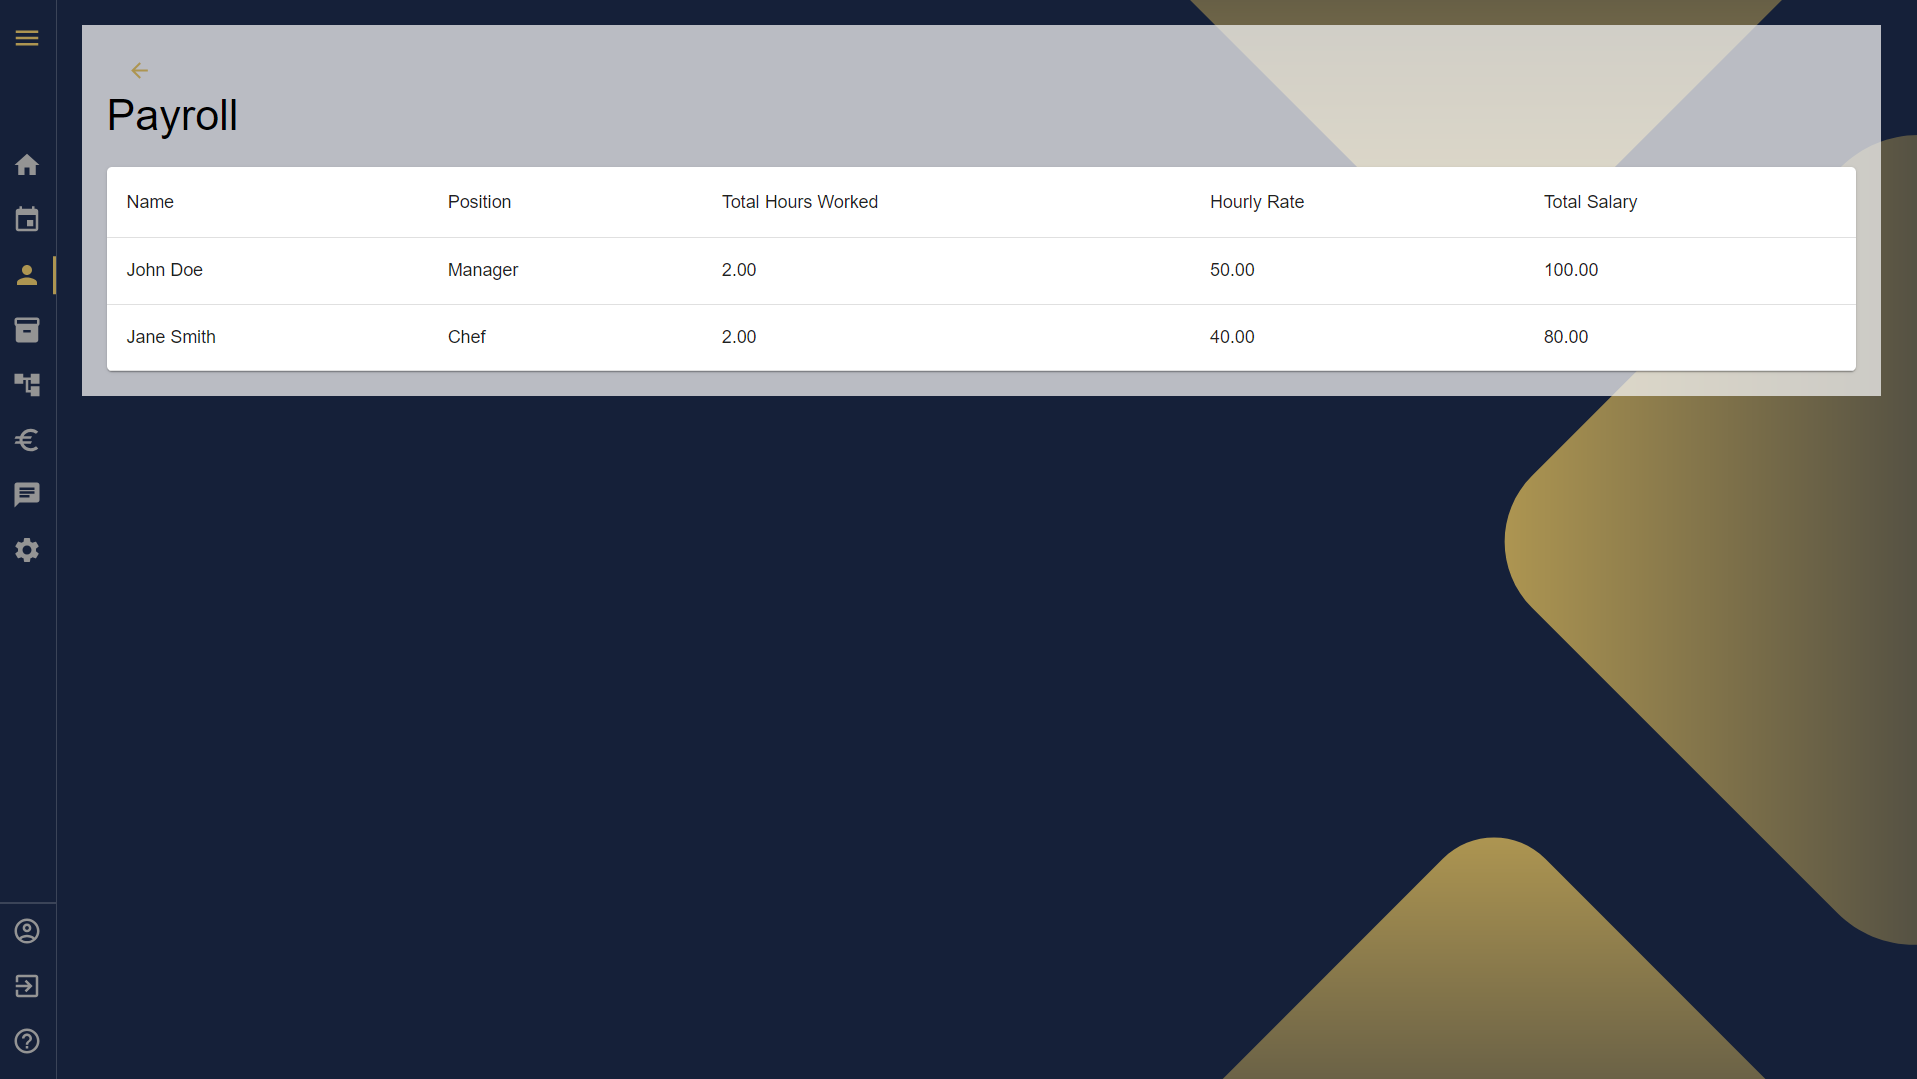 Payroll
Name Position Total Hours Worked Hourly Rate Total Salary
John Doe Manager 2.00 50.00 100.00
Jane Smith Chef 2.00 40.00 80.00